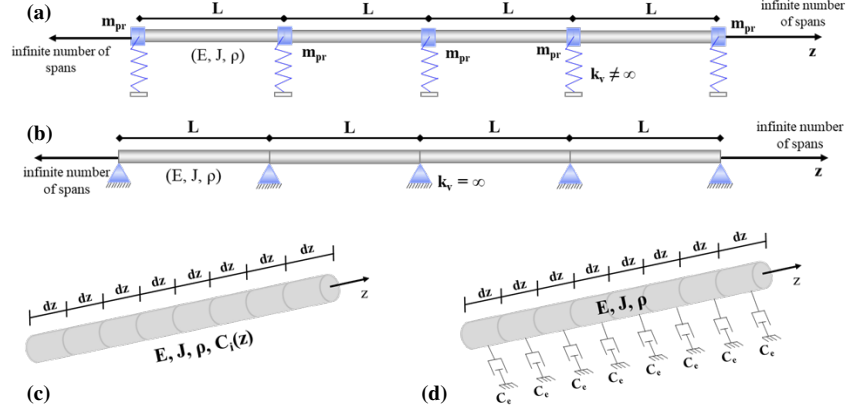 (a)
L L L L
infinite number
of spans
m_pr m_pr
infinite number of
spans
(E, J, ρ)
m_pr m_pr m_pr
k_v ≠ ∞
z
(b)
L L L L
infinite number
of spans
infinite number
of spans
(E, J, ρ)
k_v = ∞
z
dz dz dz dz dz dz dz dz
z
E, J, ρ, C_i(z)
(c)
dz dz dz dz dz dz dz dz
z
E, J, ρ
C_e C_e C_e C_e C_e C_e C_e C_e
(d)